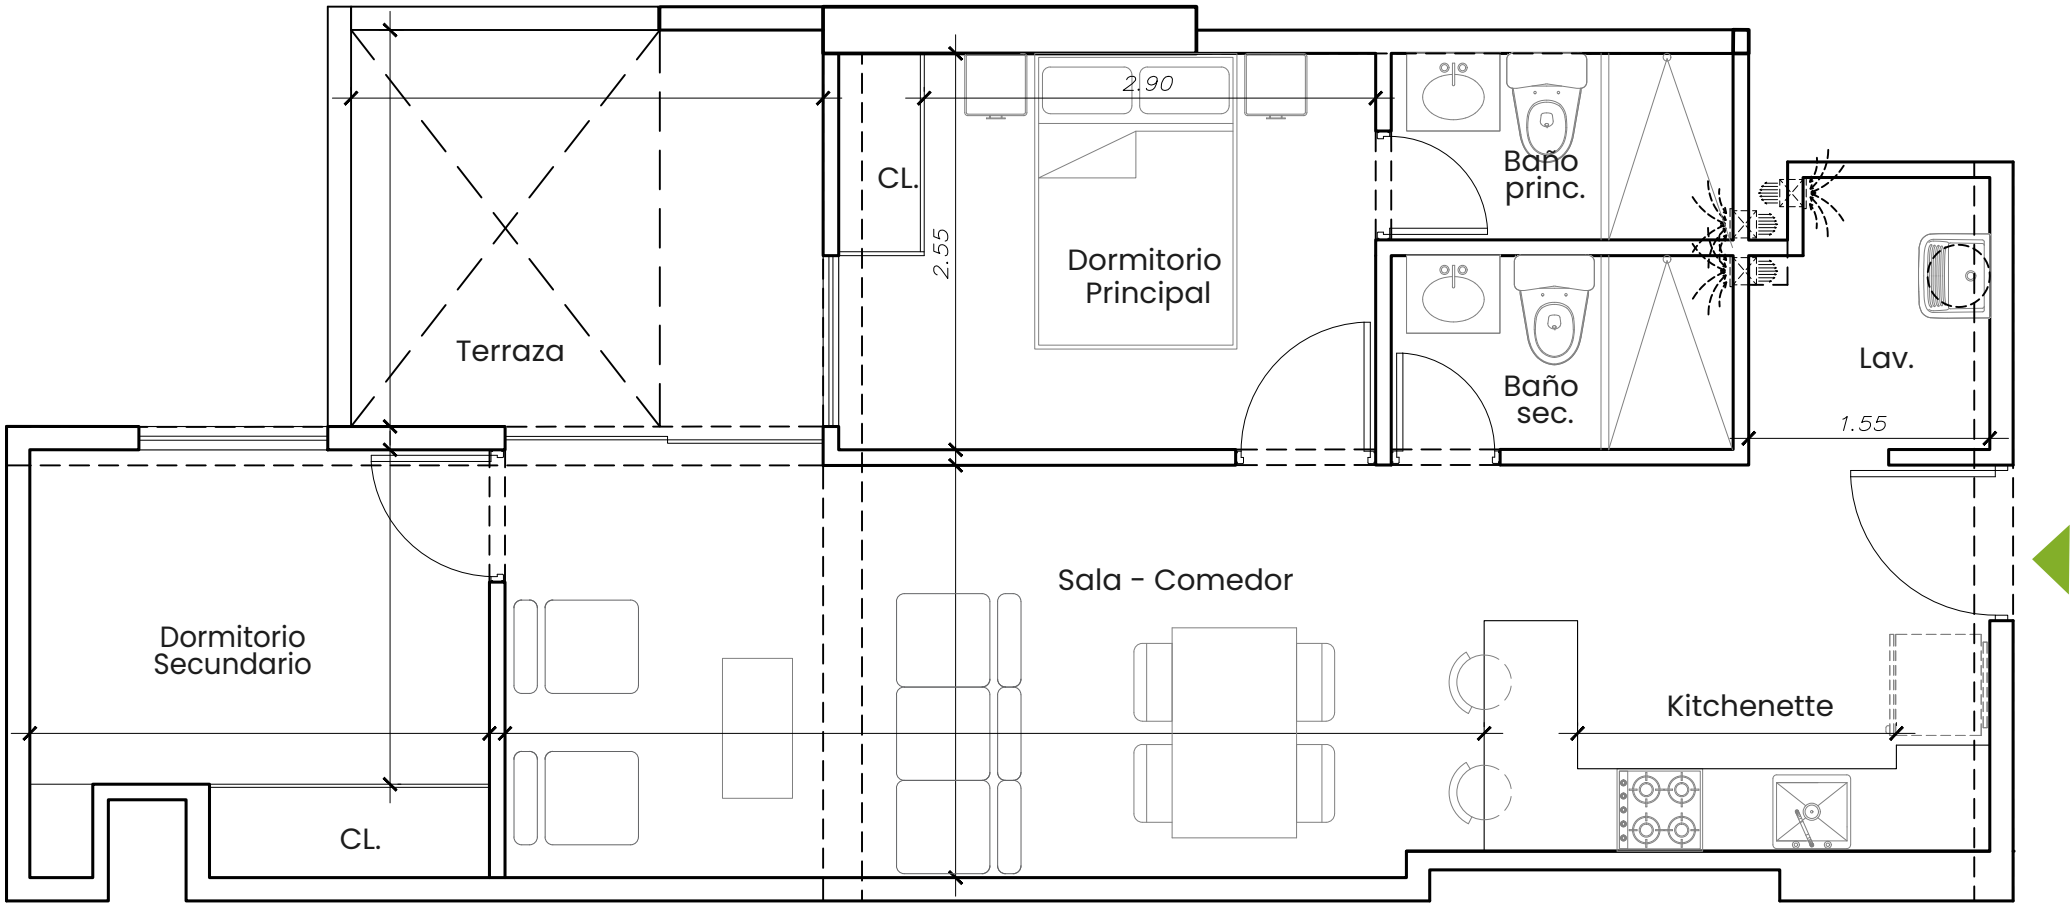 2.90
CL.
Baño
princ.
2.55
Dormitorio
Principal
Terraza
Lav.
Baño
sec.
1.55
Sala - Comedor
Dormitorio
Secundario
Kitchenette
CL.